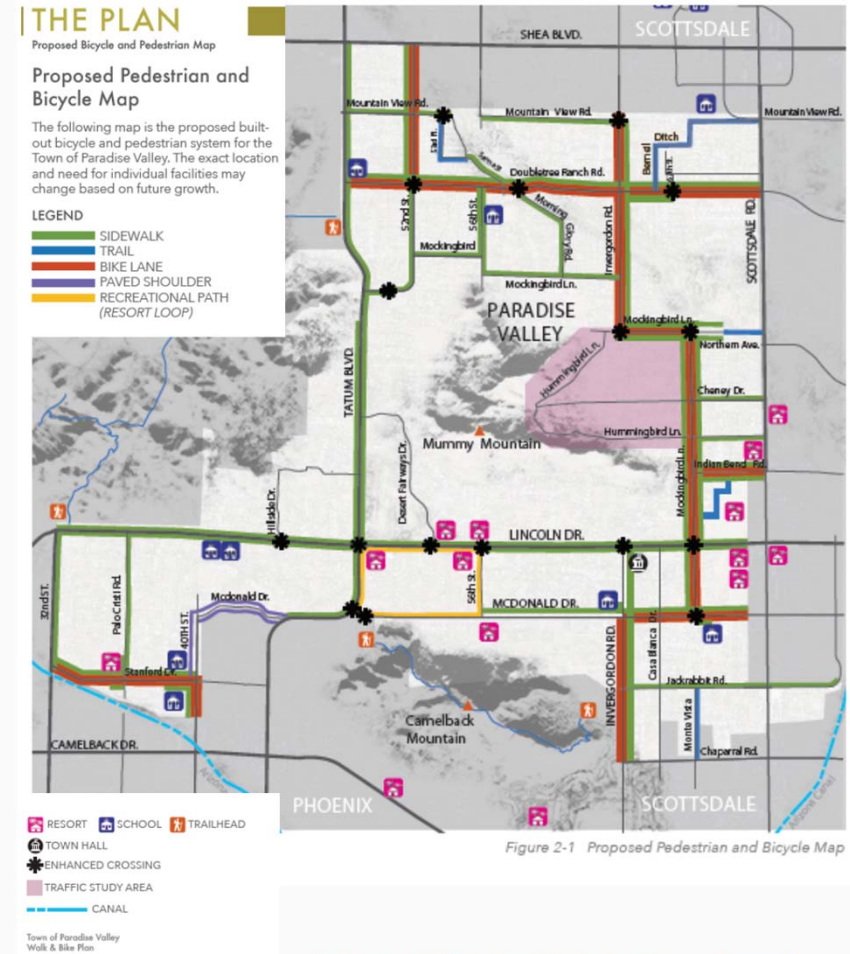 THE PLAN
Proposed Bicycle and Pedestrian Map
Proposed Pedestrian and
Bicycle Map
The following map is the proposed built-
out bicycle and pedestrian system for the
Town of Paradise Valley. The exact location
and need for individual facilities may
change based on future growth.
LEGEND
SIDEWALK
TRAIL
BIKE LANE
PAVED SHOULDER
RECREATIONAL PATH
(RESORT LOOP)
SCOTTSDALE
SHEA BLVD.
Mountain View Rd.
Mountain View Rd.
Mountain View Rd.
Ditch
Doubletree Ranch Rd.
52nd St.
56th St.
Morning
Glory Rd.
Invergordon Rd.
SCOTTSDALE RD.
Mockingbird
Mockingbird Ln.
PARADISE
VALLEY
Mockingbird Ln.
Northern Ave.
TATUM BLVD.
Hummingbird Ln.
Cheney Dr.
Hummingbird Ln.
Mummy Mountain
Mockingbird Ln.
Indian Bend Rd.
Desert Fairways Dr.
Hillside Dr.
LINCOLN DR.
32nd ST.
Palo Cristi Rd.
Mcdonald Dr.
40TH ST.
56th St.
MCDONALD DR.
Casa Blanca Dr.
INVERGORDON RD.
Stanford Dr.
Jackrabbit Rd.
Monte Vista
Camelback
Mountain
CAMELBACK DR.
Chaparral Rd.
Arizona Canal
PHOENIX
SCOTTSDALE
RESORT
SCHOOL
TRAILHEAD
TOWN HALL
ENHANCED CROSSING
TRAFFIC STUDY AREA
CANAL
Figure 2-1 Proposed Pedestrian and Bicycle Map
Town of Paradise Valley
Walk & Bike Plan